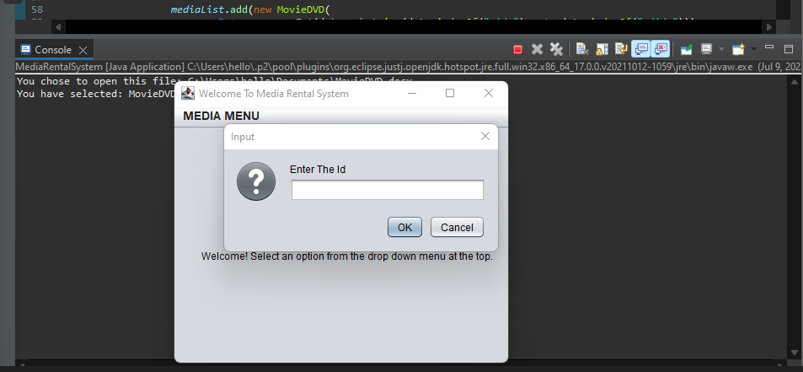 58 mediaList.add(new MovieDVD(
Console
MediaRentalSystem [Java Application] C:\Users\hello\.p2\pool\plugins\org.eclipse.justj.openjdk.hotspot.jre.full.win32.x86_64_17.0.0.v20211012-1059\jre\bin\javaw.exe (Jul 9, 202
You chose to open this file: C:\Users\hello\Documents\MovieDVD.docx
You have selected: MovieDVD
Welcome To Media Rental System
MEDIA MENU
Input
Enter The Id
OK Cancel
Welcome! Select an option from the drop down menu at the top.